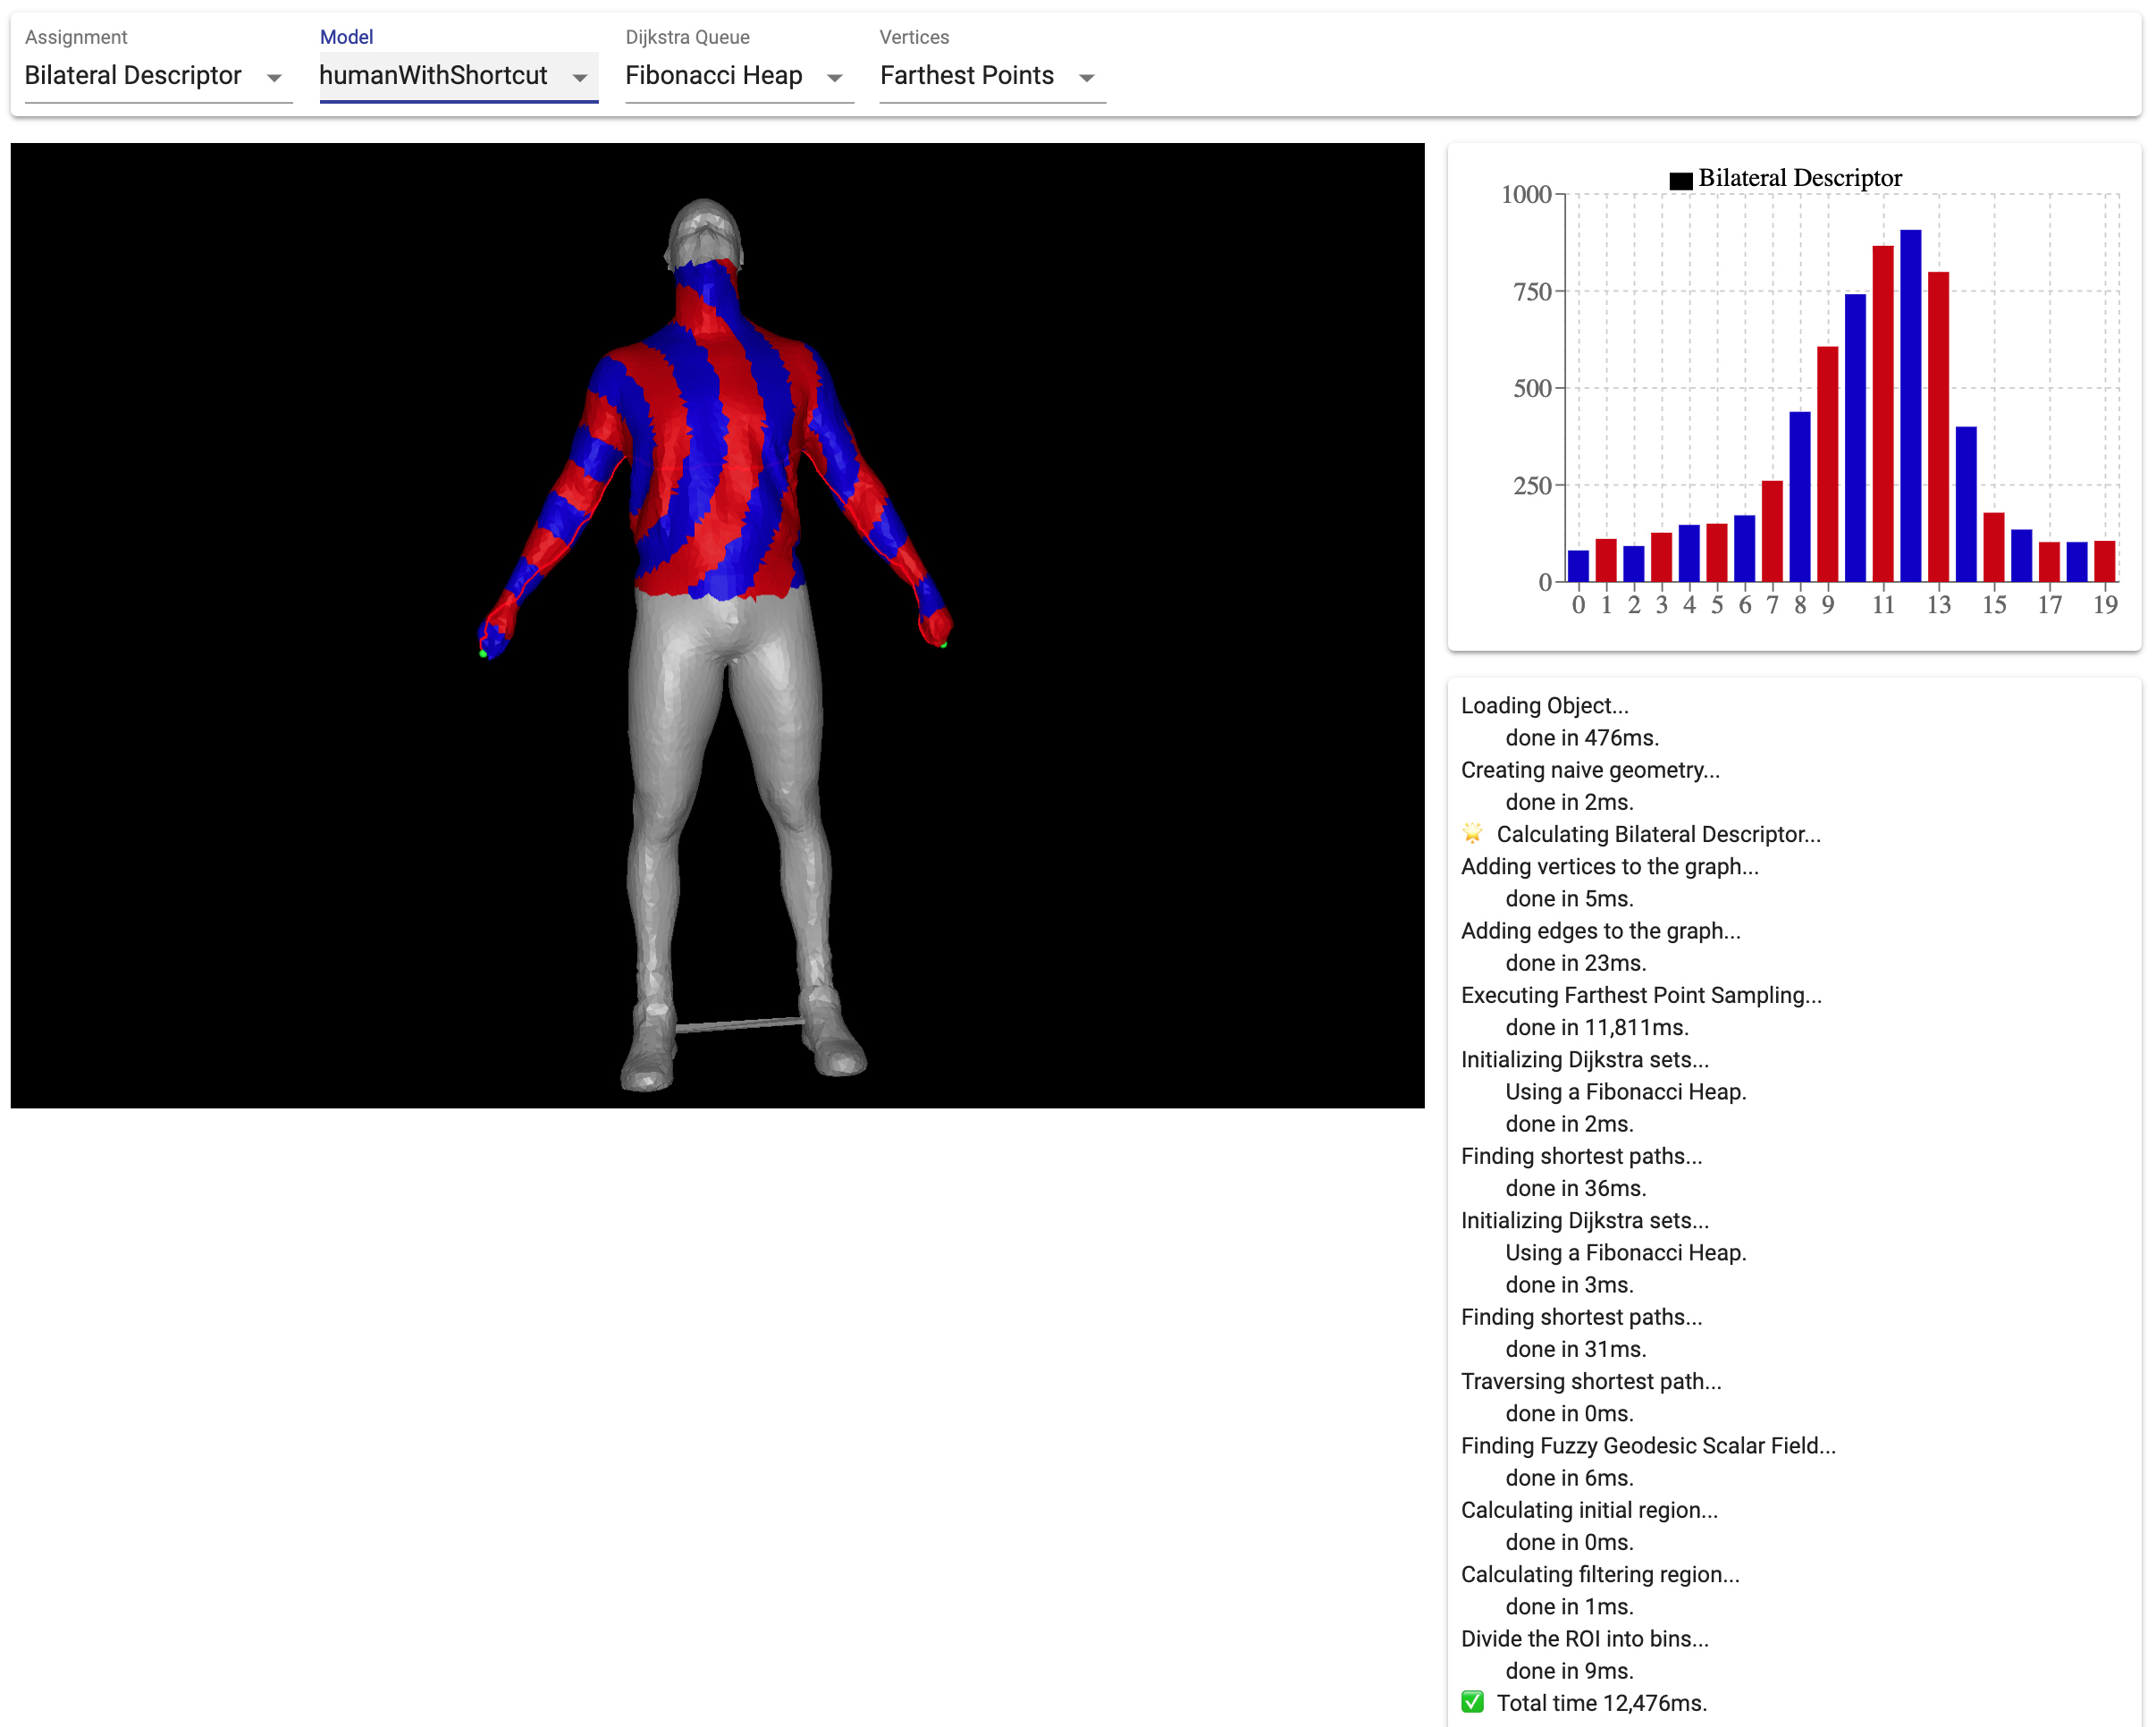 Assignment Model Dijkstra Queue Vertices
Bilateral Descriptor humanWithShortcut Fibonacci Heap Farthest Points
Bilateral Descriptor
1000
750
500
250
0
0 1 2 3 4 5 6 7 8 9 11 13 15 17 19
Loading Object...
done in 476ms.
Creating naive geometry...
done in 2ms.
🌟 Calculating Bilateral Descriptor...
Adding vertices to the graph...
done in 5ms.
Adding edges to the graph...
done in 23ms.
Executing Farthest Point Sampling...
done in 11,811ms.
Initializing Dijkstra sets...
Using a Fibonacci Heap.
done in 2ms.
Finding shortest paths...
done in 36ms.
Initializing Dijkstra sets...
Using a Fibonacci Heap.
done in 3ms.
Finding shortest paths...
done in 31ms.
Traversing shortest path...
done in 0ms.
Finding Fuzzy Geodesic Scalar Field...
done in 6ms.
Calculating initial region...
done in 0ms.
Calculating filtering region...
done in 1ms.
Divide the ROI into bins...
done in 9ms.
✅ Total time 12,476ms.